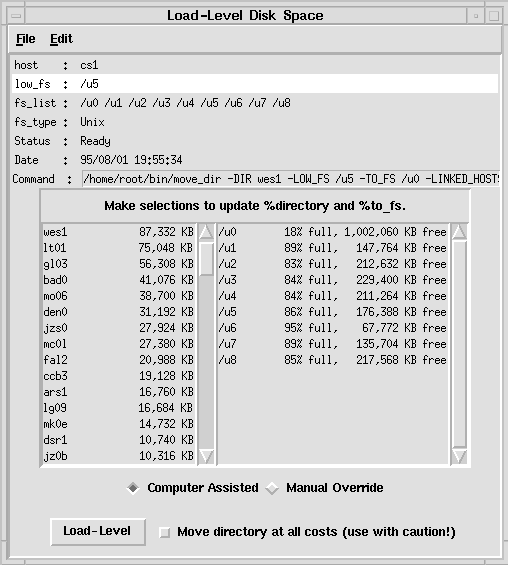 Load-Level Disk Space
File Edit
host : cs1
low_fs : /u5
fs_list : /u0 /u1 /u2 /u3 /u4 /u5 /u6 /u7 /u8
fs_type : Unix
Status : Ready
Date : 95/08/01 19:55:34
Command : /home/root/bin/move_dir -DIR wes1 -LOW_FS /u5 -TO_FS /u0 -LINKED_HOSTS
Make selections to update %directory and %to_fs.
wes1 87,332 KB /u0 18% full, 1,002,060 KB free
lt01 75,048 KB /u1 89% full, 147,764 KB free
gl03 56,308 KB /u2 83% full, 212,632 KB free
bad0 41,076 KB /u3 84% full, 229,400 KB free
mo06 38,700 KB /u4 84% full, 211,264 KB free
den0 31,192 KB /u5 86% full, 176,388 KB free
jzs0 27,924 KB /u6 95% full, 67,772 KB free
mc01 27,380 KB /u7 89% full, 135,704 KB free
fal2 20,988 KB /u8 85% full, 217,568 KB free
ccb3 19,128 KB
ars1 16,760 KB
lg09 16,684 KB
mk0e 14,732 KB
dsr1 10,740 KB
jz0b 10,316 KB
Computer Assisted Manual Override
Load-Level Move directory at all costs (use with caution!)